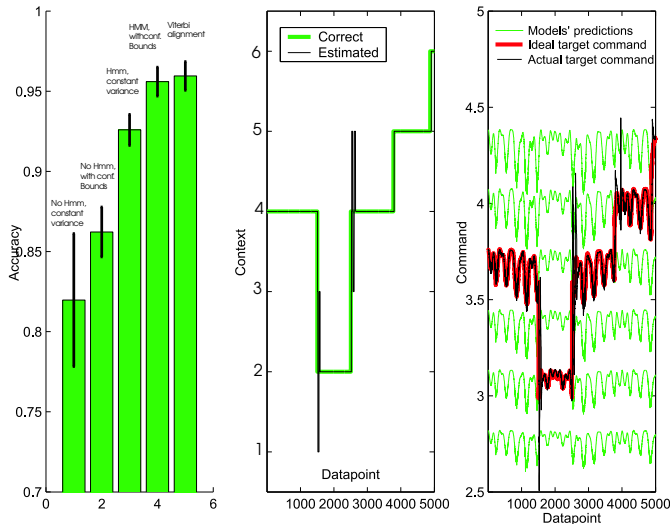 Accuracy
1
0.95
0.9
0.85
0.8
0.75
0.7
0
2
4
6
No Hmm,
constant
variance
No Hmm,
with conf.
Bounds
Hmm,
constant
variance
HMM,
withconf.
Bounds
Viterbi
alignment
Context
6
5
4
3
2
1
Correct
Estimated
Datapoint
1000
2000
3000
4000
5000
Command
4.5
4
3.5
3
2.5
5
Models' predictions
Ideal target command
Actual target command
0
1000
2000
3000
4000
5000
Datapoint